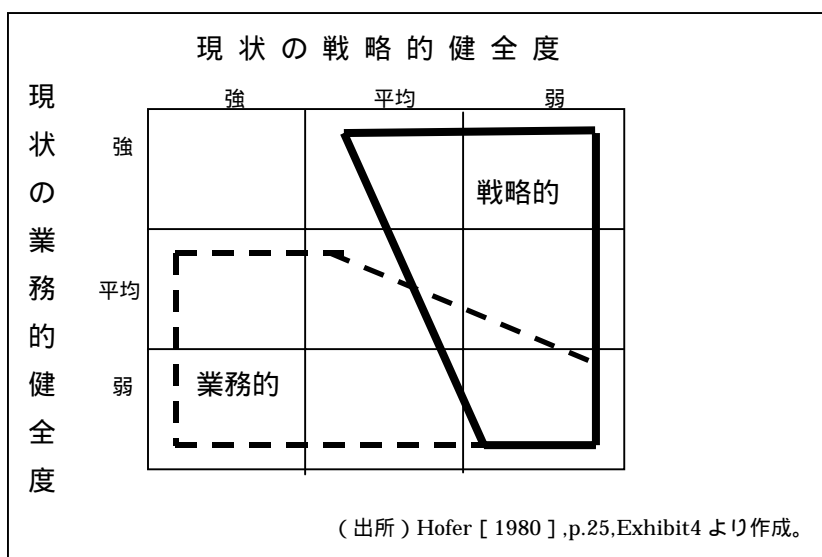 現状の戦略的健全度
強 平均 弱
現状の業務的健全度
強
戦略的
平均
弱
業務的
(出所) Hofer [ 1980 ] ,p.25,Exhibit4 より作成。